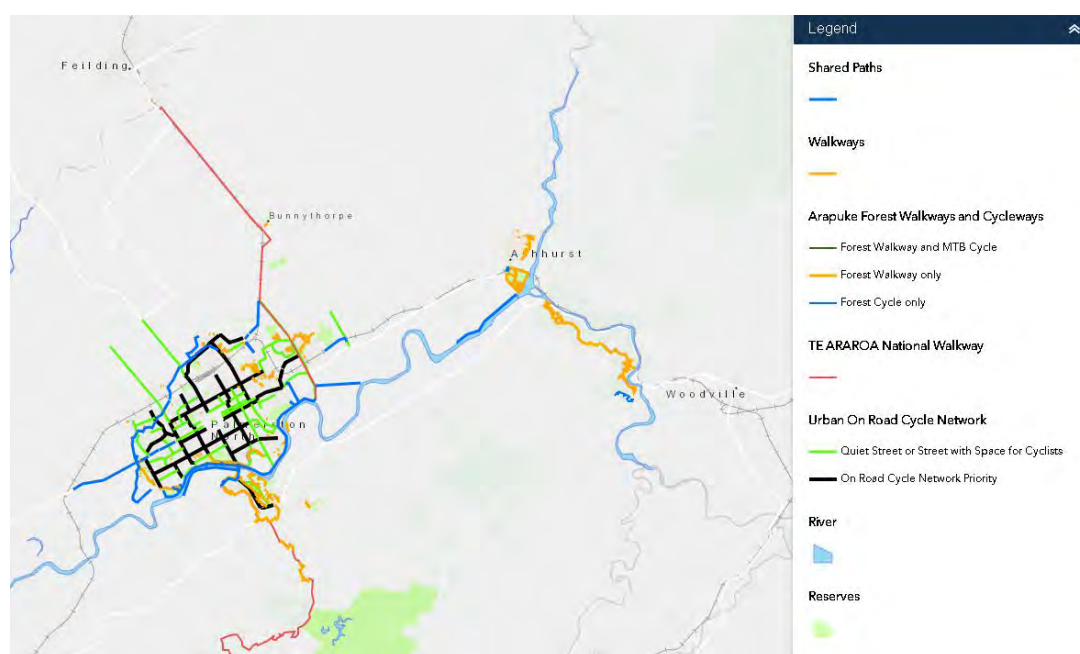 Feilding
Bunnythorpe
Ashhurst
Woodville
Palmerston
North
Legend
Shared Paths
Walkways
Arapuke Forest Walkways and Cycleways
Forest Walkway and MTB Cycle
Forest Walkway only
Forest Cycle only
TE ARAROA National Walkway
Urban On Road Cycle Network
Quiet Street or Street with Space for Cyclists
On Road Cycle Network Priority
River
Reserves